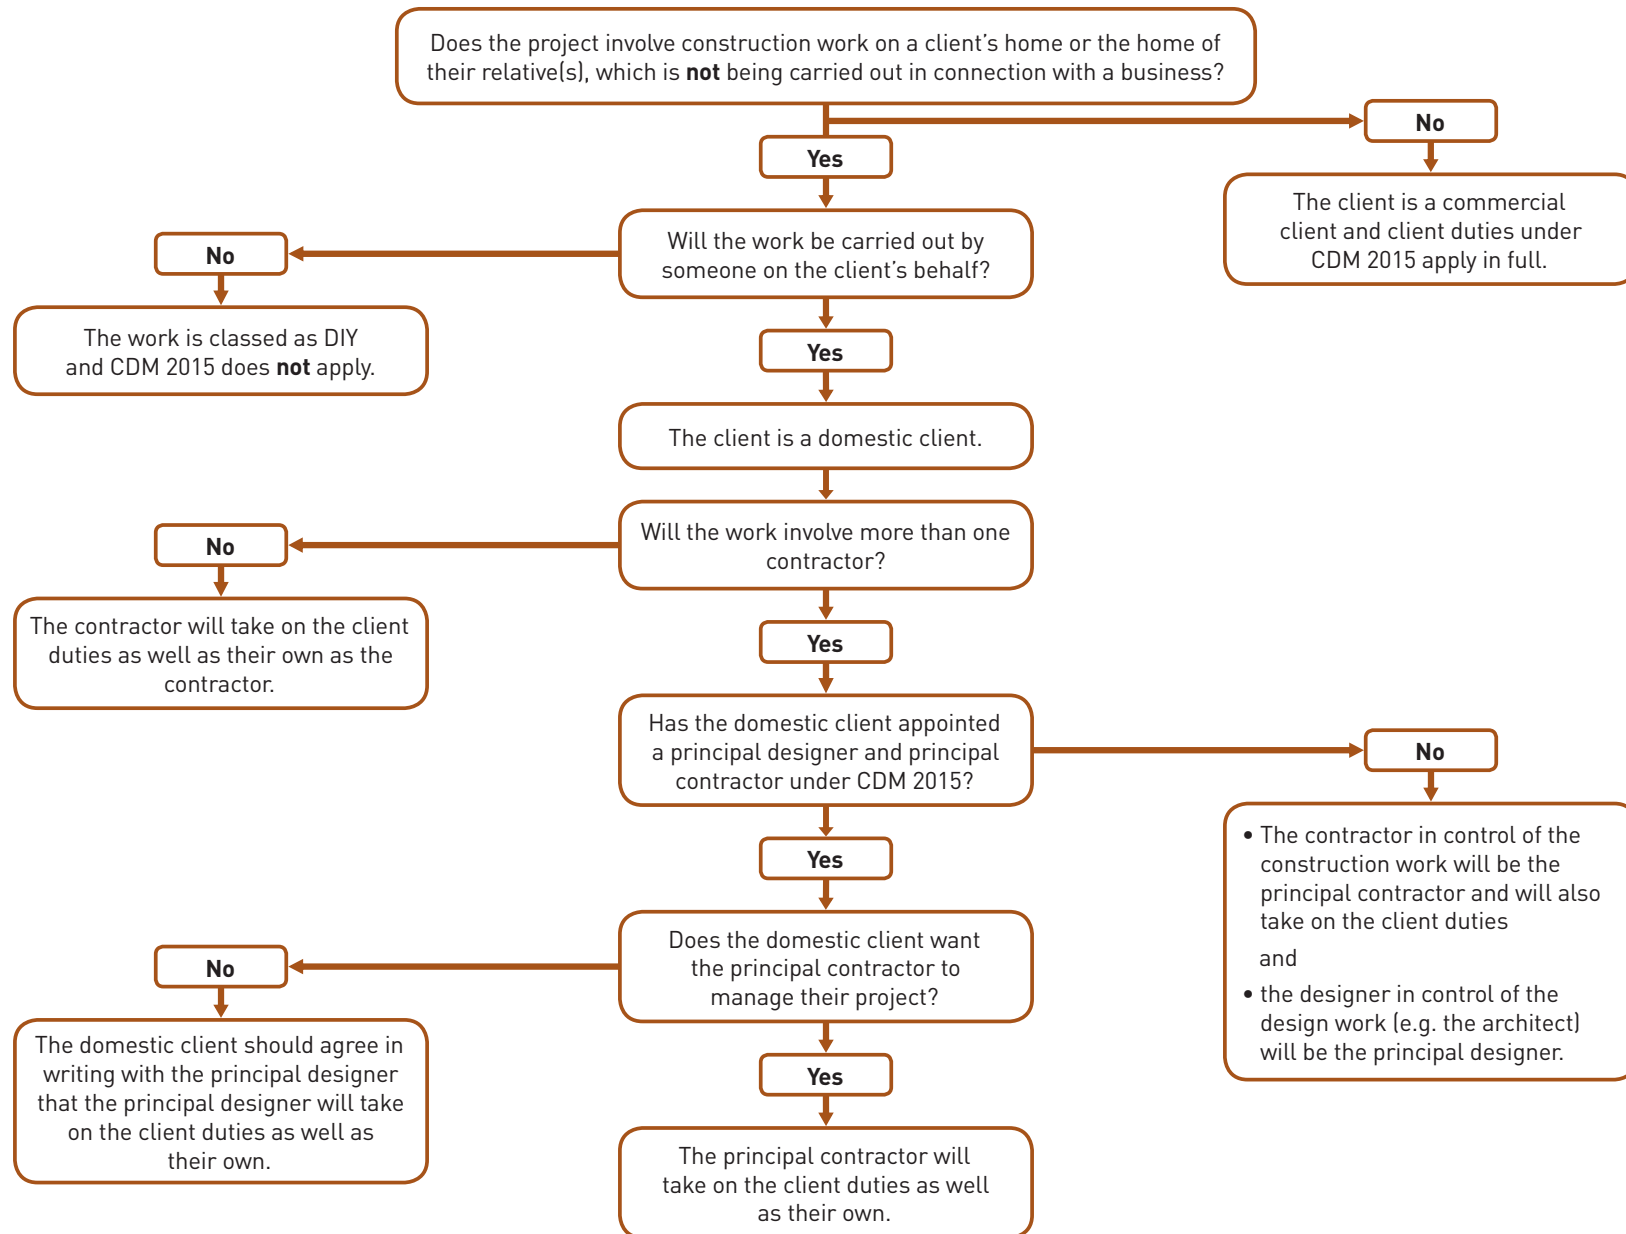 Does the project involve construction work on a client’s home or the home of
their relative(s), which is not being carried out in connection with a business?
No
Yes
The client is a commercial
client and client duties under
CDM 2015 apply in full.
Will the work be carried out by
someone on the client’s behalf?
No
The work is classed as DIY
and CDM 2015 does not apply.
Yes
The client is a domestic client.
Will the work involve more than one
contractor?
No
The contractor will take on the client
duties as well as their own as the
contractor.
Yes
Has the domestic client appointed
a principal designer and principal
contractor under CDM 2015?
No
• The contractor in control of the
construction work will be the
principal contractor and will also
take on the client duties
and
• the designer in control of the
design work (e.g. the architect)
will be the principal designer.
Yes
Does the domestic client want
the principal contractor to
manage their project?
No
The domestic client should agree in
writing with the principal designer
that the principal designer will take
on the client duties as well as
their own.
Yes
The principal contractor will
take on the client duties as well
as their own.